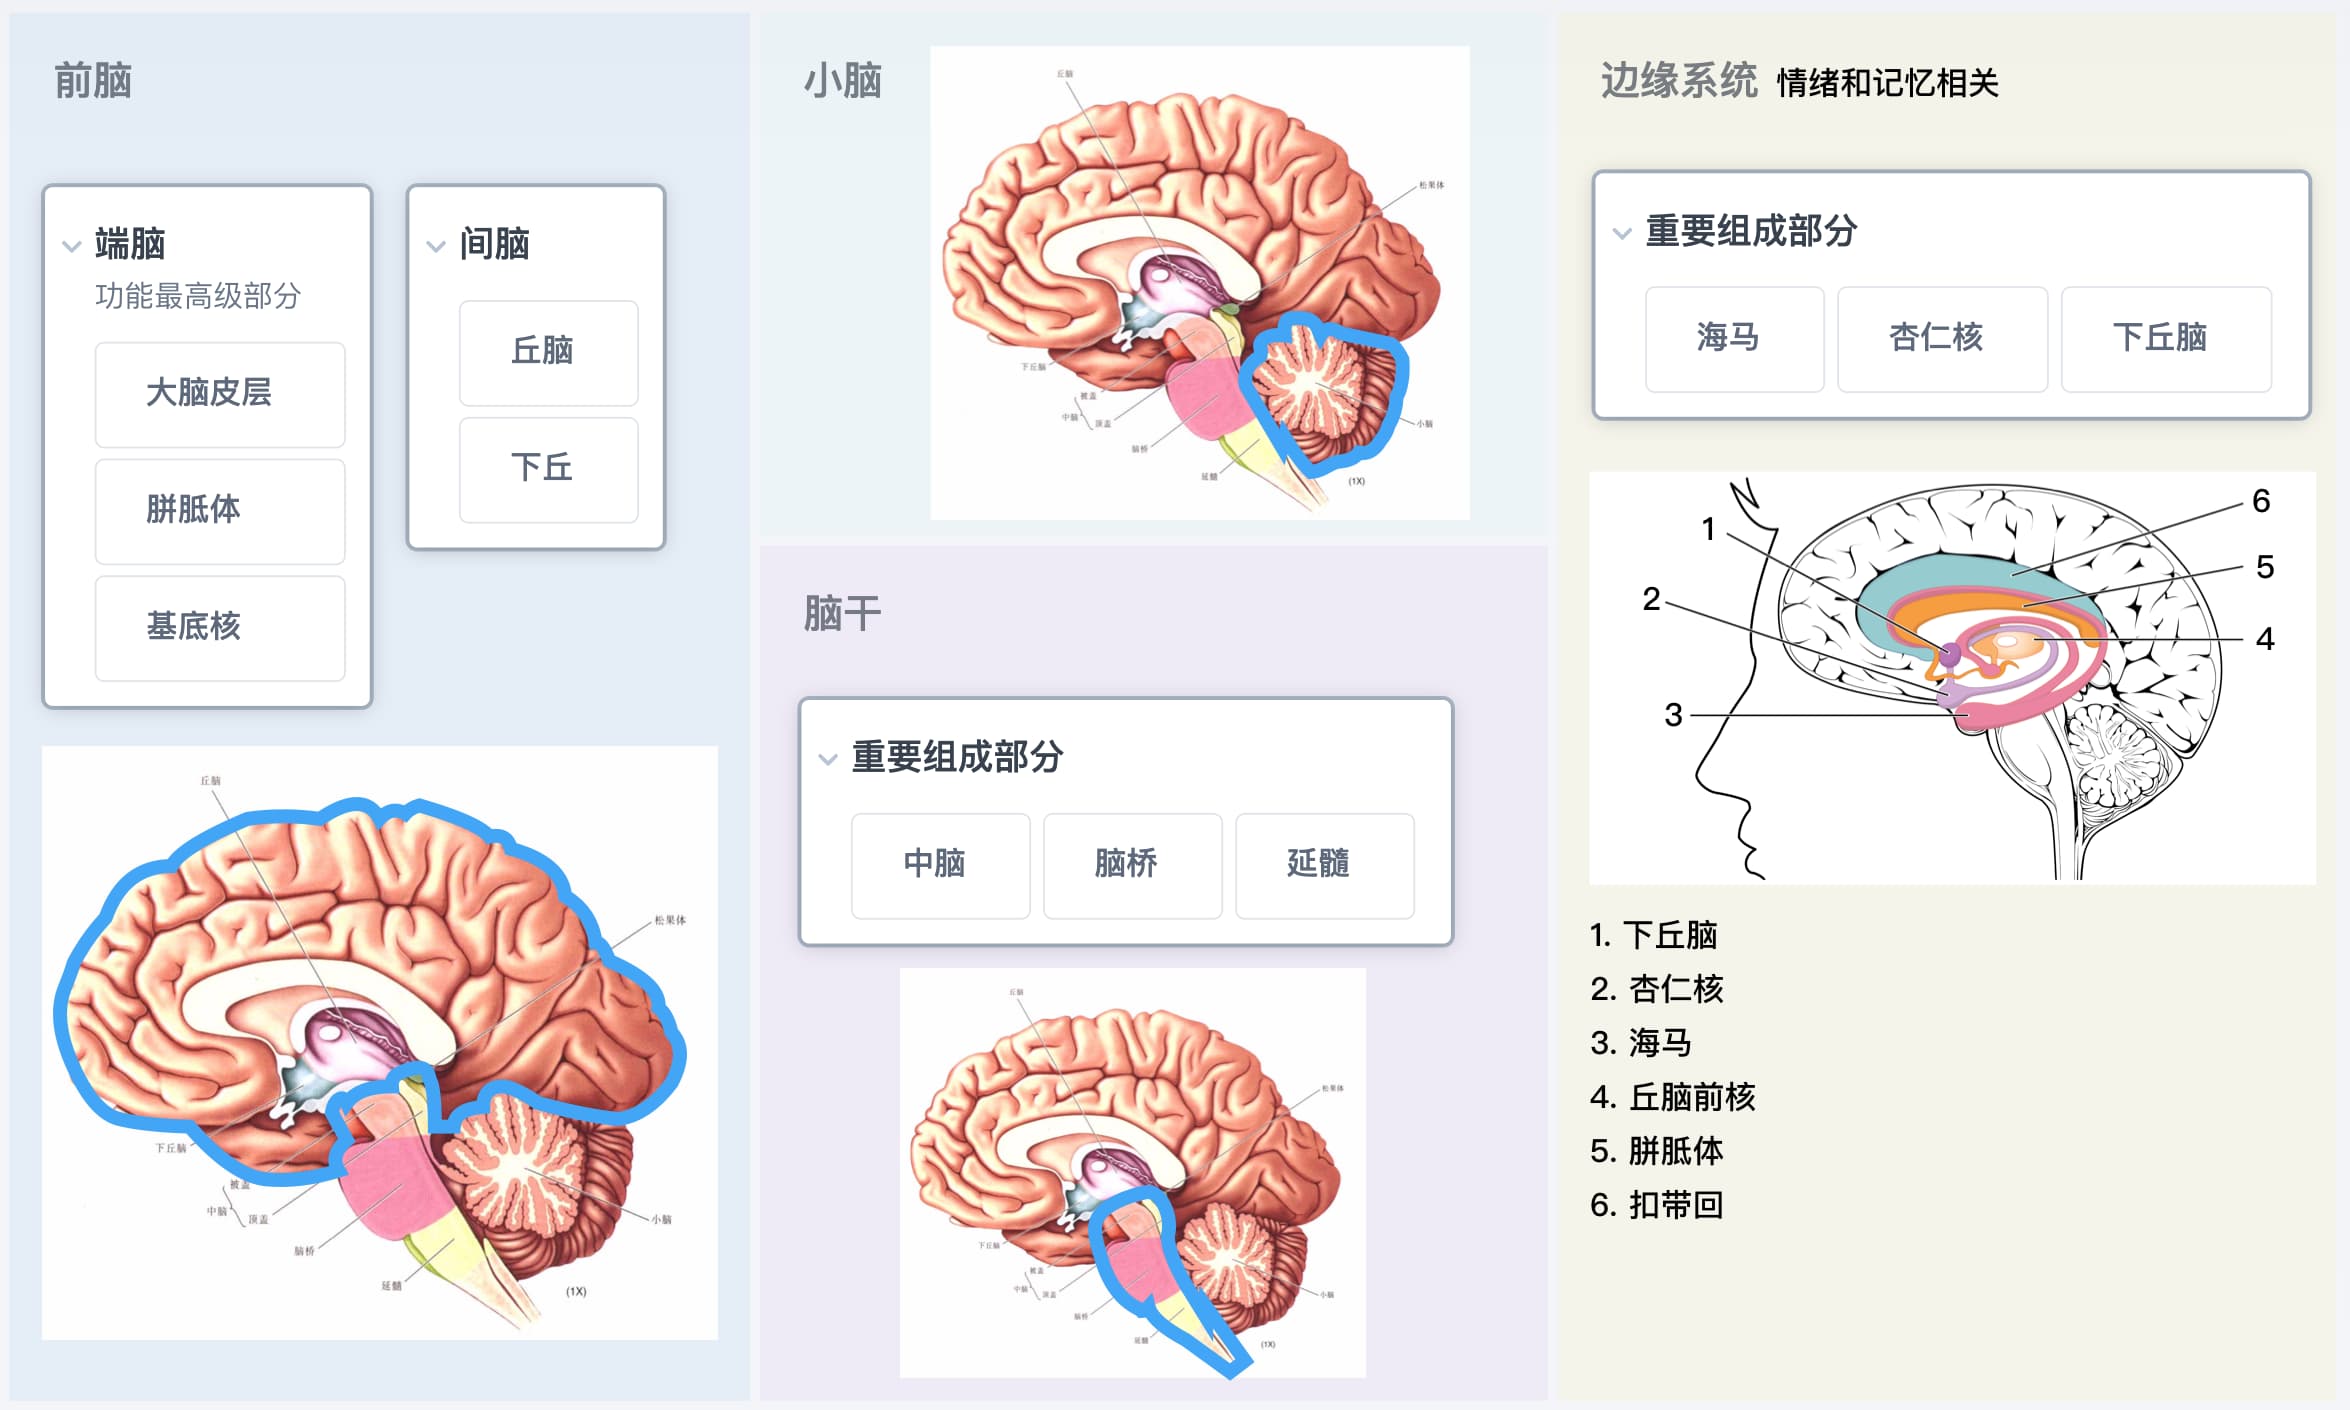 前脑
端脑
功能最高级部分
大脑皮层
胼胝体
基底核
间脑
丘脑
下丘
丘脑
松果体
下丘脑
被盖
中脑
顶盖
脑桥
延髓
小脑
(1X)
小脑
丘脑
松果体
下丘脑
被盖
中脑
顶盖
脑桥
延髓
小脑
(1X)
脑干
重要组成部分
中脑
脑桥
延髓
丘脑
松果体
下丘脑
被盖
中脑
顶盖
脑桥
延髓
小脑
(1X)
边缘系统 情绪和记忆相关
重要组成部分
海马
杏仁核
下丘脑
1
2
3
4
5
6
1. 下丘脑
2. 杏仁核
3. 海马
4. 丘脑前核
5. 胼胝体
6. 扣带回